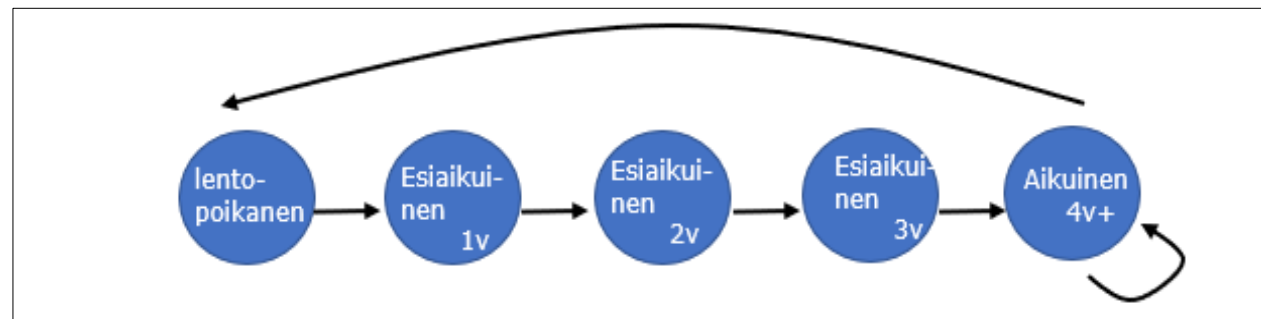 lento-
poikanen
Esiaikui-
nen
1v
Esiaikui-
nen
2v
Esiaikui-
nen
3v
Aikuinen
4v+